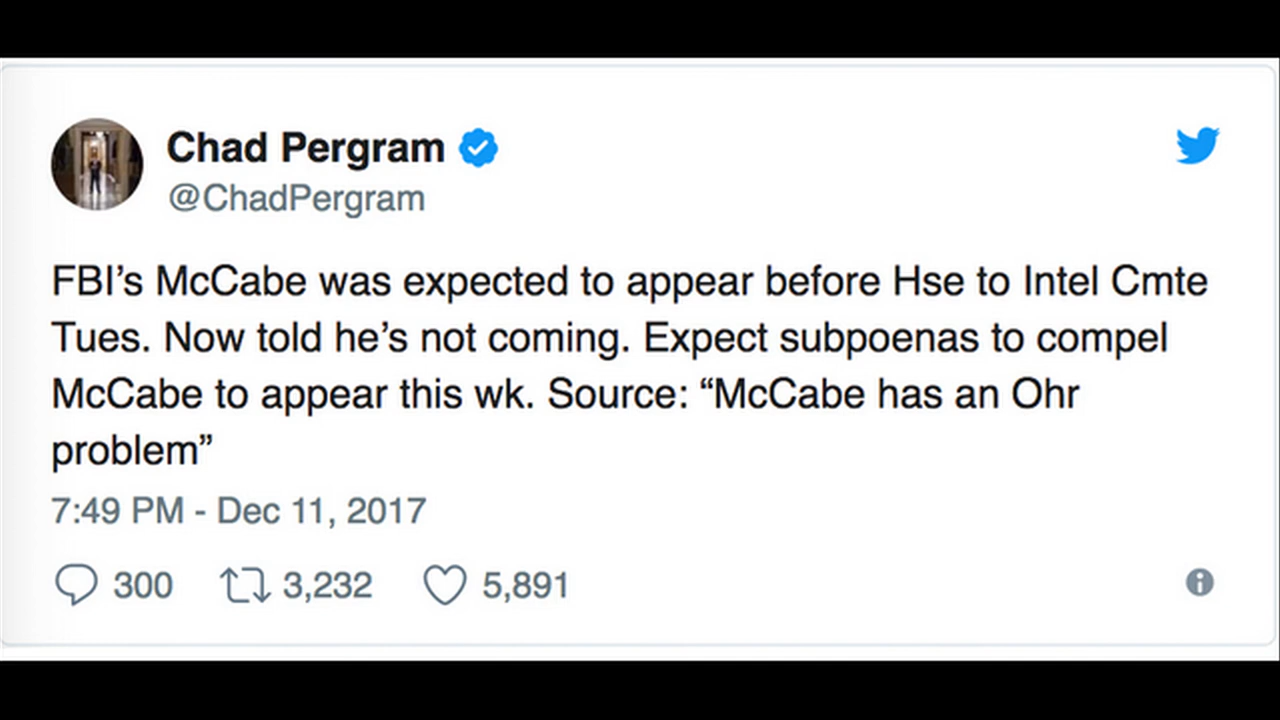 Chad Pergram
@ChadPergram
FBI’s McCabe was expected to appear before Hse to Intel Cmte
Tues. Now told he’s not coming. Expect subpoenas to compel
McCabe to appear this wk. Source: “McCabe has an Ohr
problem”
7:49 PM - Dec 11, 2017
300 3,232 5,891